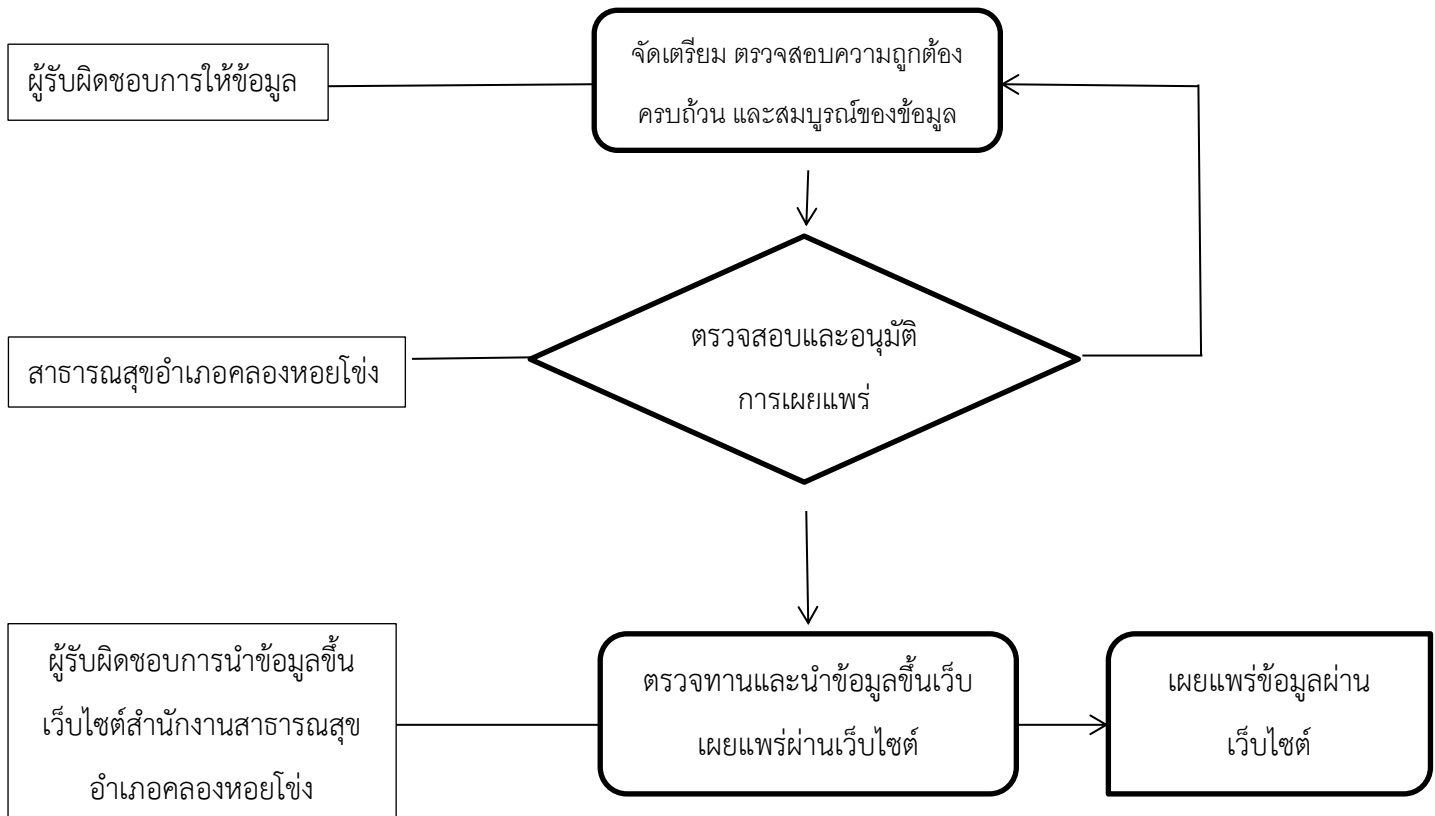 ผู้รับผิดชอบการให้ข้อมูล
จัดเตรียม ตรวจสอบความถูกต้อง
ครบถ้วน และสมบูรณ์ของข้อมูล
สาธารณสุขอำเภอคลองหอยโข่ง
ตรวจสอบและอนุมัติ
การเผยแพร่
ผู้รับผิดชอบการนำข้อมูลขึ้น
เว็บไซต์สำนักงานสาธารณสุข
อำเภอคลองหอยโข่ง
ตรวจทานและนำข้อมูลขึ้นเว็บ
เผยแพร่ผ่านเว็บไซต์
เผยแพร่ข้อมูลผ่าน
เว็บไซต์